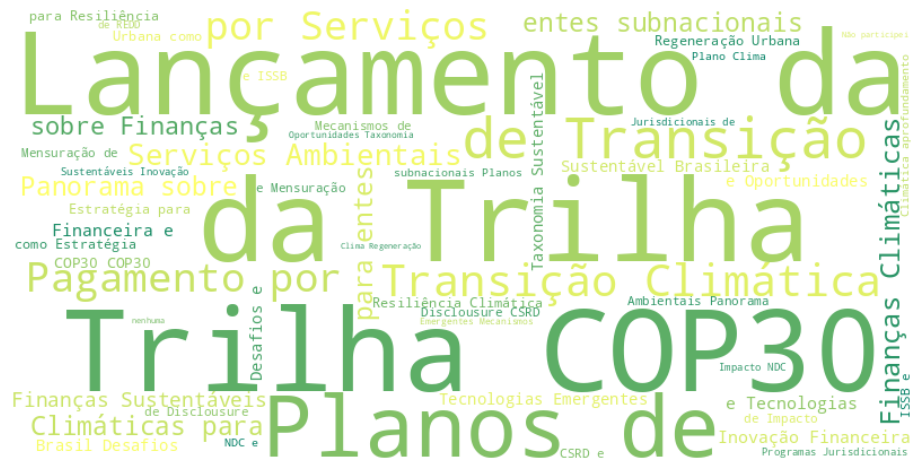 para Resiliência
de REDD
Urbana como
por Serviços
entes subnacionais
Regeneração Urbana
Não participei
Plano Clima
Lançamento da
e ISSB
sobre Finanças
Mecanismos de
Oportunidades Taxonomia
Jurisdicionais de
de Transição
Taxonomia Sustentável
Climática aprofundamento
Mensuração de
Serviços Ambientais
Sustentável Brasileira
Sustentáveis Inovação
subnacionais Planos
Panorama sobre
e Mensuração
e Oportunidades
para entes
Estratégia para
da Trilha
Financeira e
como Estratégia
Clima Regeneração
Finanças Climáticas
COP30 COP30
Pagamento por
Transição Climática
Resiliência Climática
Ambientais Panorama
Disclousure CSRD
Emergentes Mecanismos
nenhuma
Desafios e
Trilha COP30
Impacto NDC
ISSB e
Finanças Sustentáveis
Tecnologias Emergentes
de Disclousure
e Tecnologias
Climáticas para
Planos de
de Impacto
Inovação Financeira
Brasil Desafios
NDC e
CSRD e
Programas Jurisdicionais